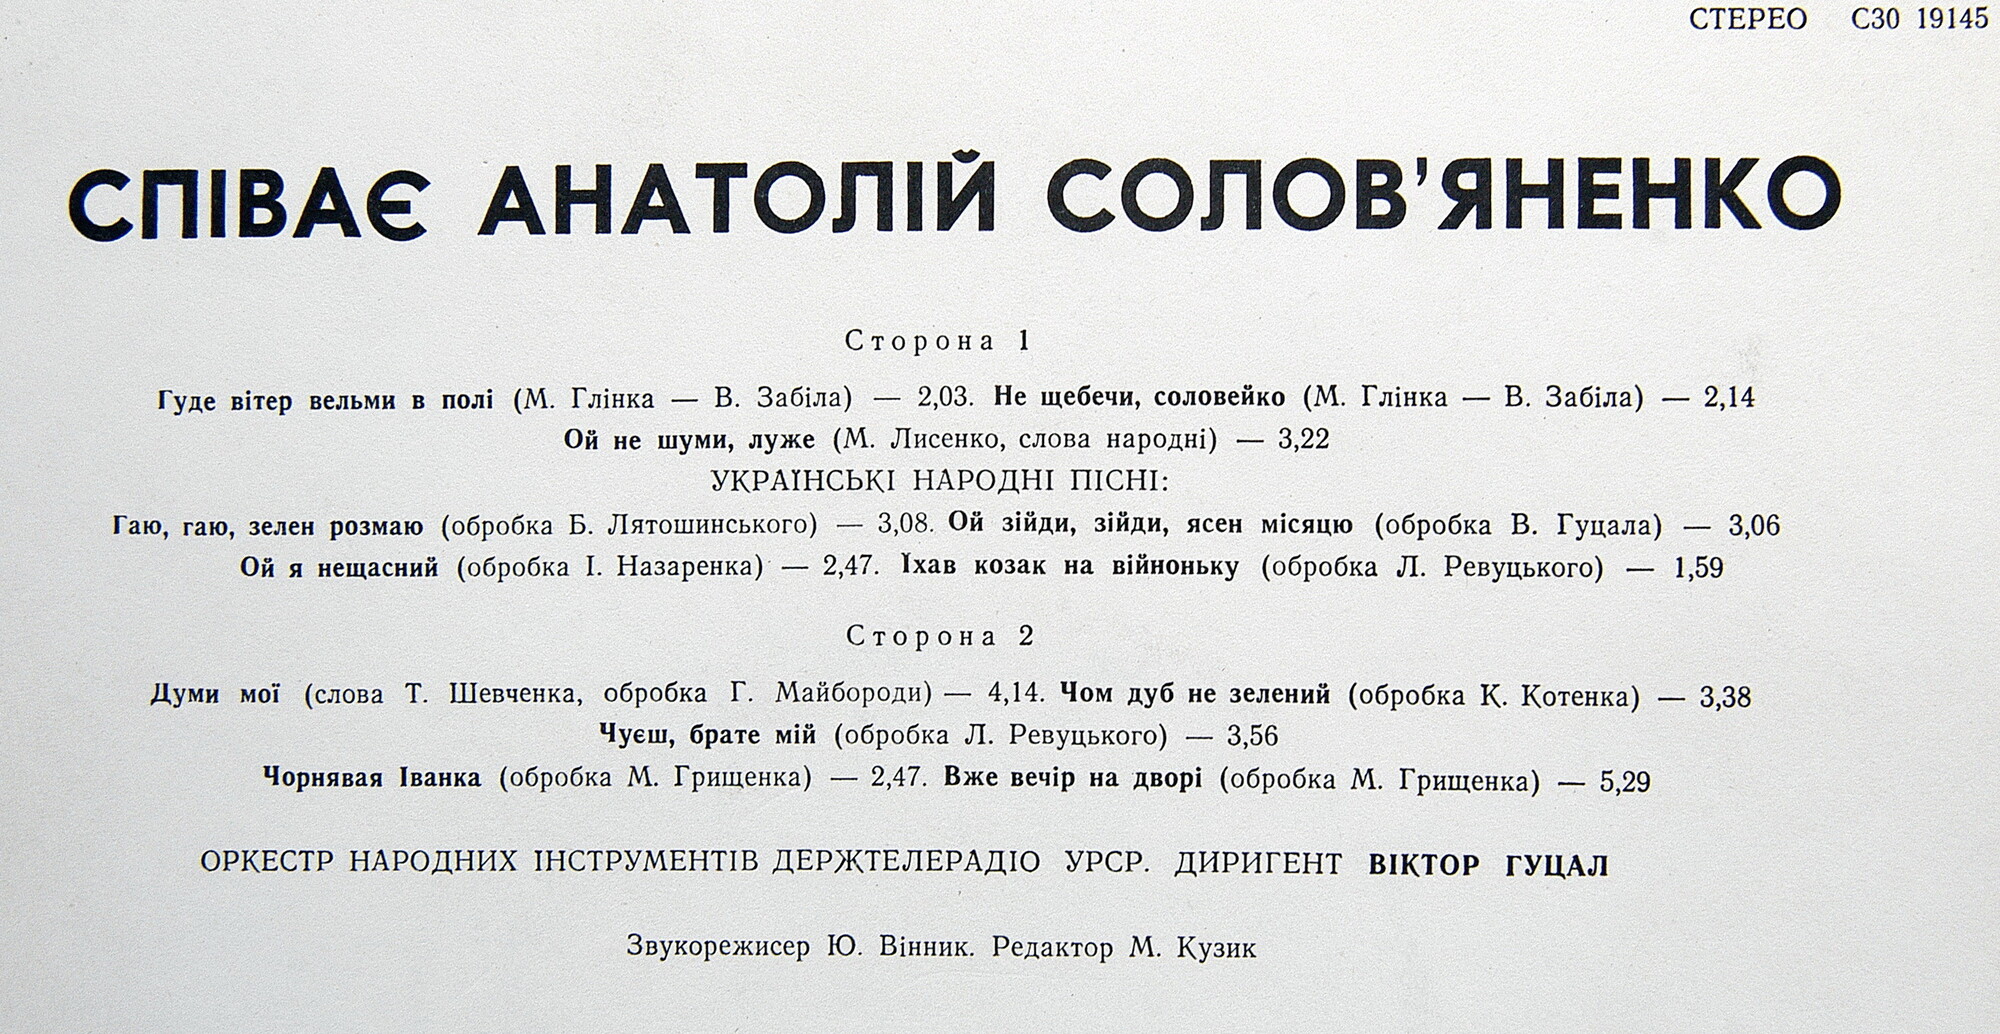 СТЕРЕО С30 19145
СПІВАЄ АНАТОЛІЙ СОЛОВ'ЯНЕНКО
Сторона 1
Гуде вітер вельми в полі (М. Глінка — В. Забіла) — 2,03. Не щебечи, соловейко (М. Глінка — В. Забіла) — 2,14
Ой не шуми, луже (М. Лисенко, слова народні) — 3,22
УКРАЇНСЬКІ НАРОДНІ ПІСНІ:
Гаю, гаю, зелен розмаю (обробка Б. Лятошинського) — 3,08. Ой зійди, зійди, ясен місяцю (обробка В. Гуцала) — 3,06
Ой я нещасний (обробка І. Назаренка) — 2,47. Їхав козак на війноньку (обробка Л. Ревуцького) — 1,59
Сторона 2
Думи мої (слова Т. Шевченка, обробка Г. Майбороди) — 4,14. Чом дуб не зелений (обробка К. Котенка) — 3,38
Чуєш, брате мій (обробка Л. Ревуцького) — 3,56
Чорнявая Іванка (обробка М. Грищенка) — 2,47. Вже вечір на дворі (обробка М. Грищенка) — 5,29
ОРКЕСТР НАРОДНИХ ІНСТРУМЕНТІВ ДЕРЖТЕЛЕРАДІО УРСР. ДИРИГЕНТ ВІКТОР ГУЦАЛ
Звукорежисер Ю. Вінник. Редактор М. Кузик